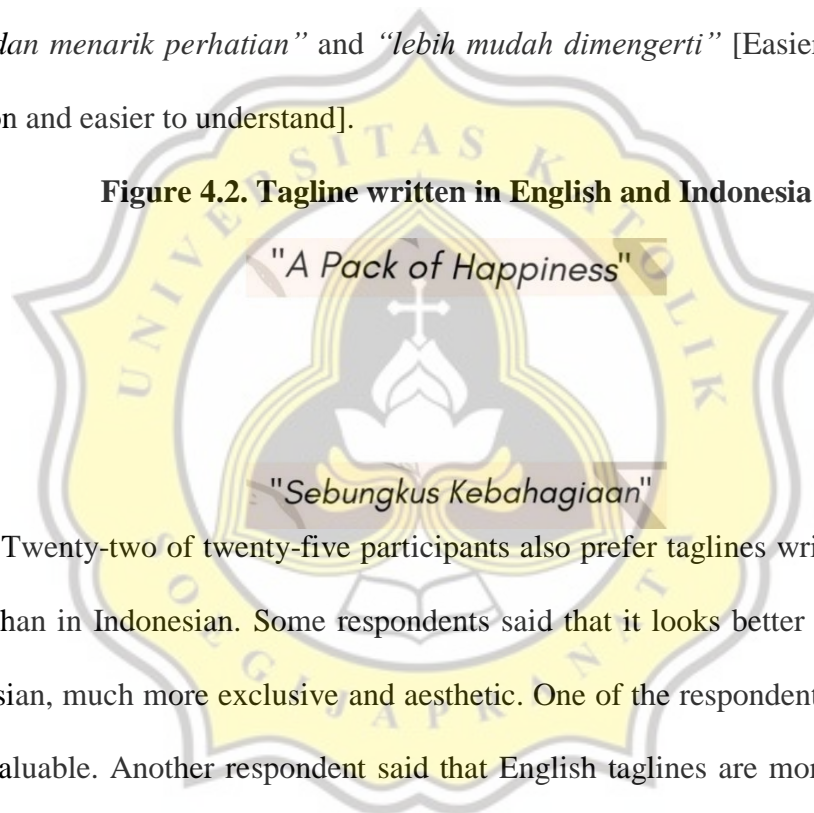 dan menarik perhatian” and “lebih mudah dimengerti” [Easier
on and easier to understand].
Figure 4.2. Tagline written in English and Indonesia
"A Pack of Happiness"
"Sebungkus Kebahagiaan"
Twenty-two of twenty-five participants also prefer taglines wri
han in Indonesian. Some respondents said that it looks better
sian, much more exclusive and aesthetic. One of the respondent
aluable. Another respondent said that English taglines are mor
UNIVERSITAS KATOLIK
SOEGIJAPRANATA